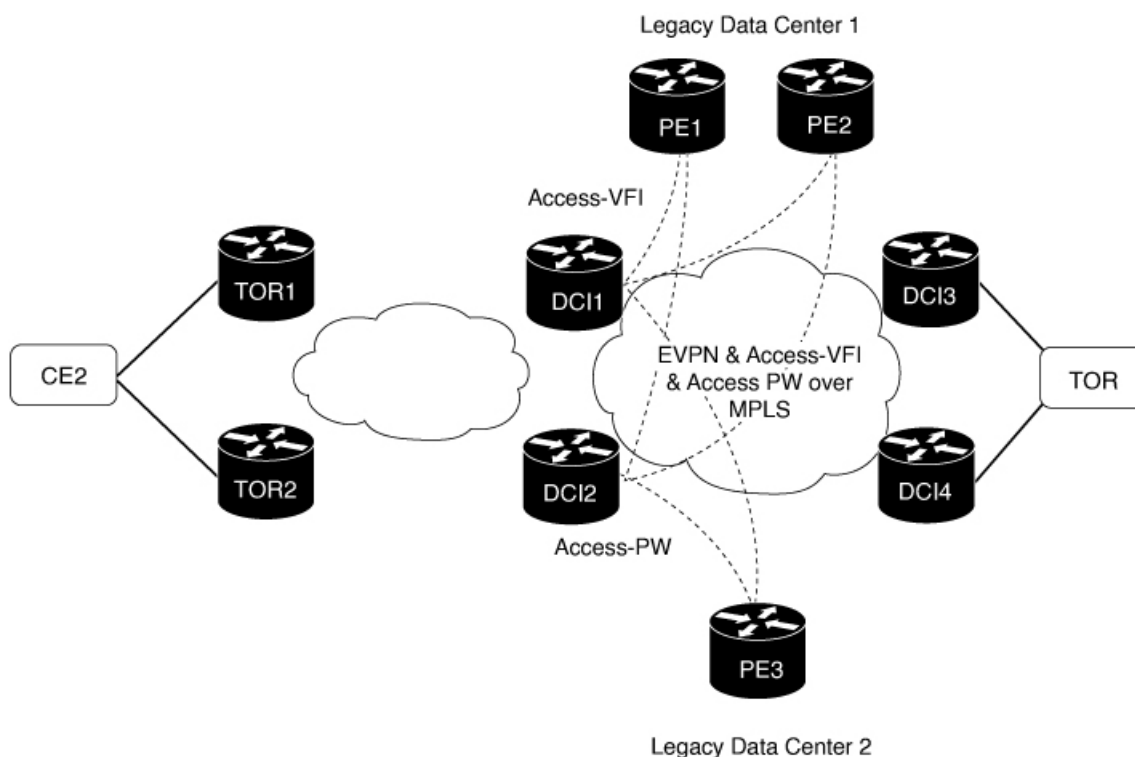 Legacy Data Center 1
PE1
PE2
Access-VFI
TOR1
DCI1
DCI3
CE2
EVPN & Access-VFI
& Access PW over
MPLS
TOR
TOR2
DCI2
DCI4
Access-PW
PE3
Legacy Data Center 2